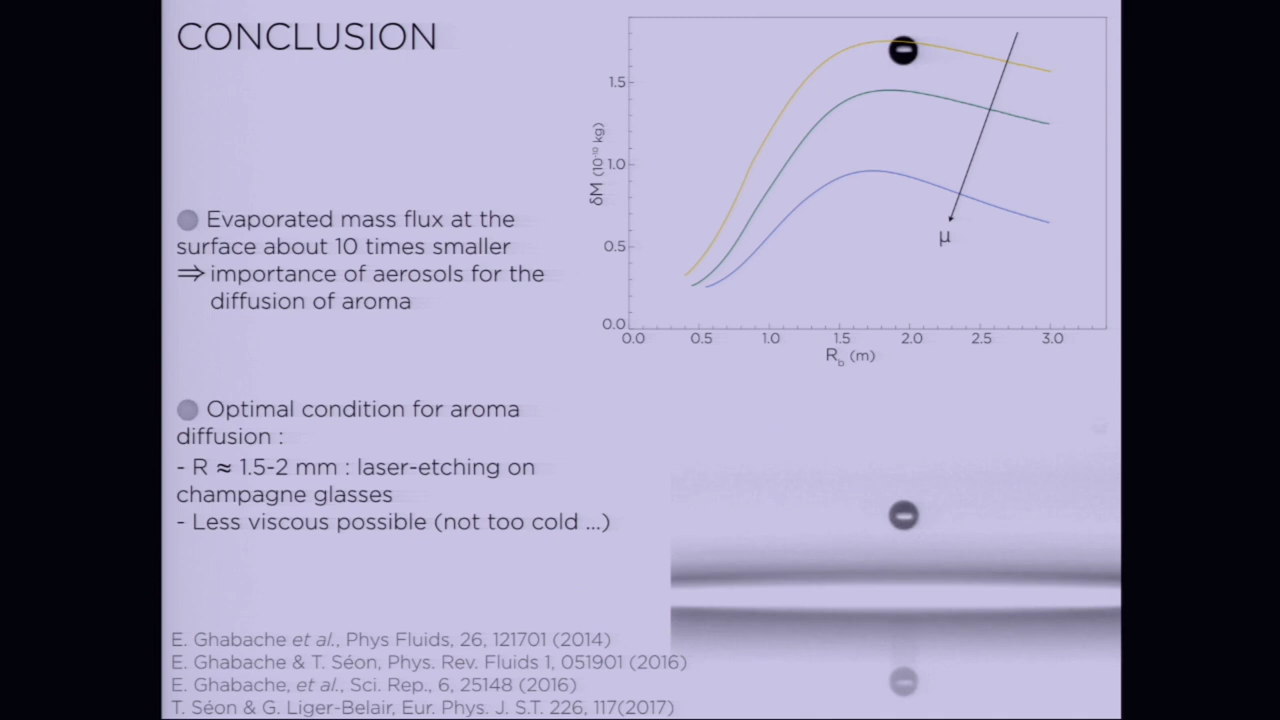 CONCLUSION
Evaporated mass flux at the
surface about 10 times smaller
⇒ importance of aerosols for the
diffusion of aroma
Optimal condition for aroma
diffusion :
- R ≈ 1.5-2 mm : laser-etching on
champagne glasses
- Less viscous possible (not too cold ...)
E. Ghabache et al., Phys Fluids, 26, 121701 (2014)
E. Ghabache & T. Séon, Phys. Rev. Fluids 1, 051901 (2016)
E. Ghabache, et al., Sci. Rep., 6, 25148 (2016)
T. Séon & G. Liger-Belair, Eur. Phys. J. S.T. 226, 117(2017)
δM (10⁻¹⁰ kg)
1.5
1.0
0.5
0.0
0.0 0.5 1.0 1.5 2.0 2.5 3.0
R_b (m)
μ